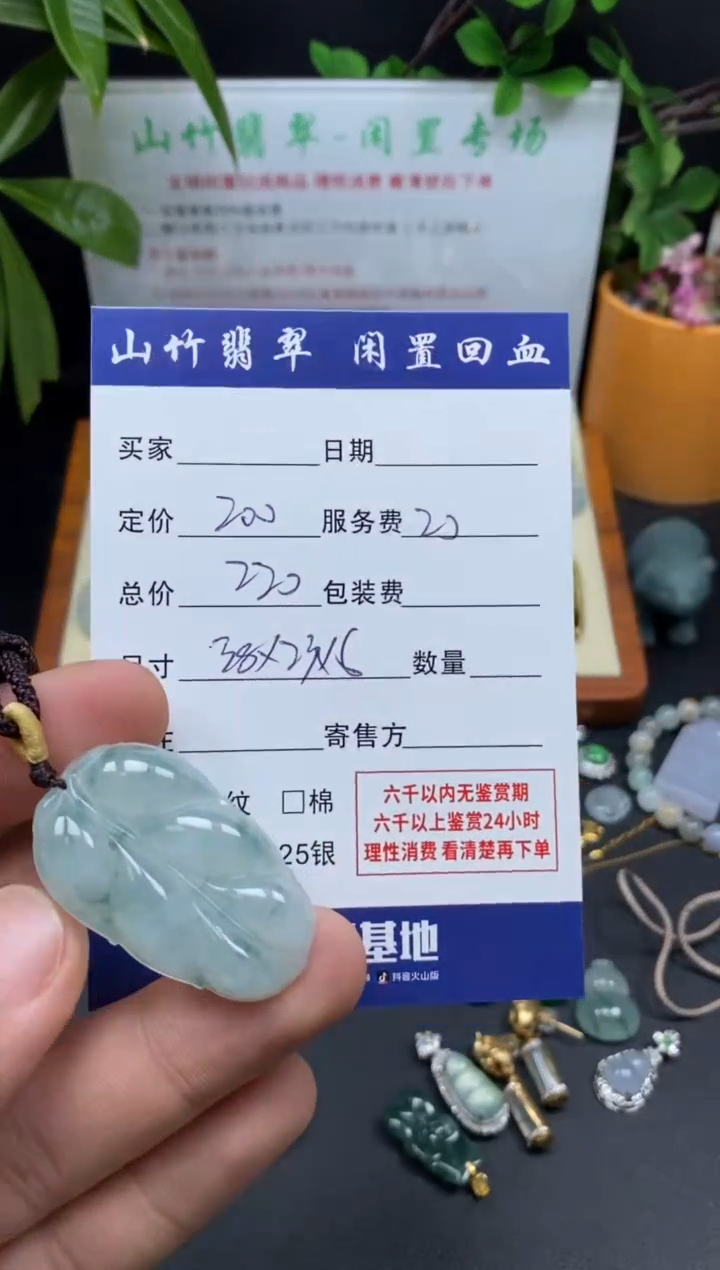 山竹翡翠-闲置专场
山竹翡翠 闲置回血
买家 日期
定价 200 服务费 20
总价 220 包装费
寸 38×23×6 数量
寄售方
纹 □棉
25银
六千以内无鉴赏期
六千以上鉴赏24小时
理性消费 看清楚再下单
基地
抖音火山版